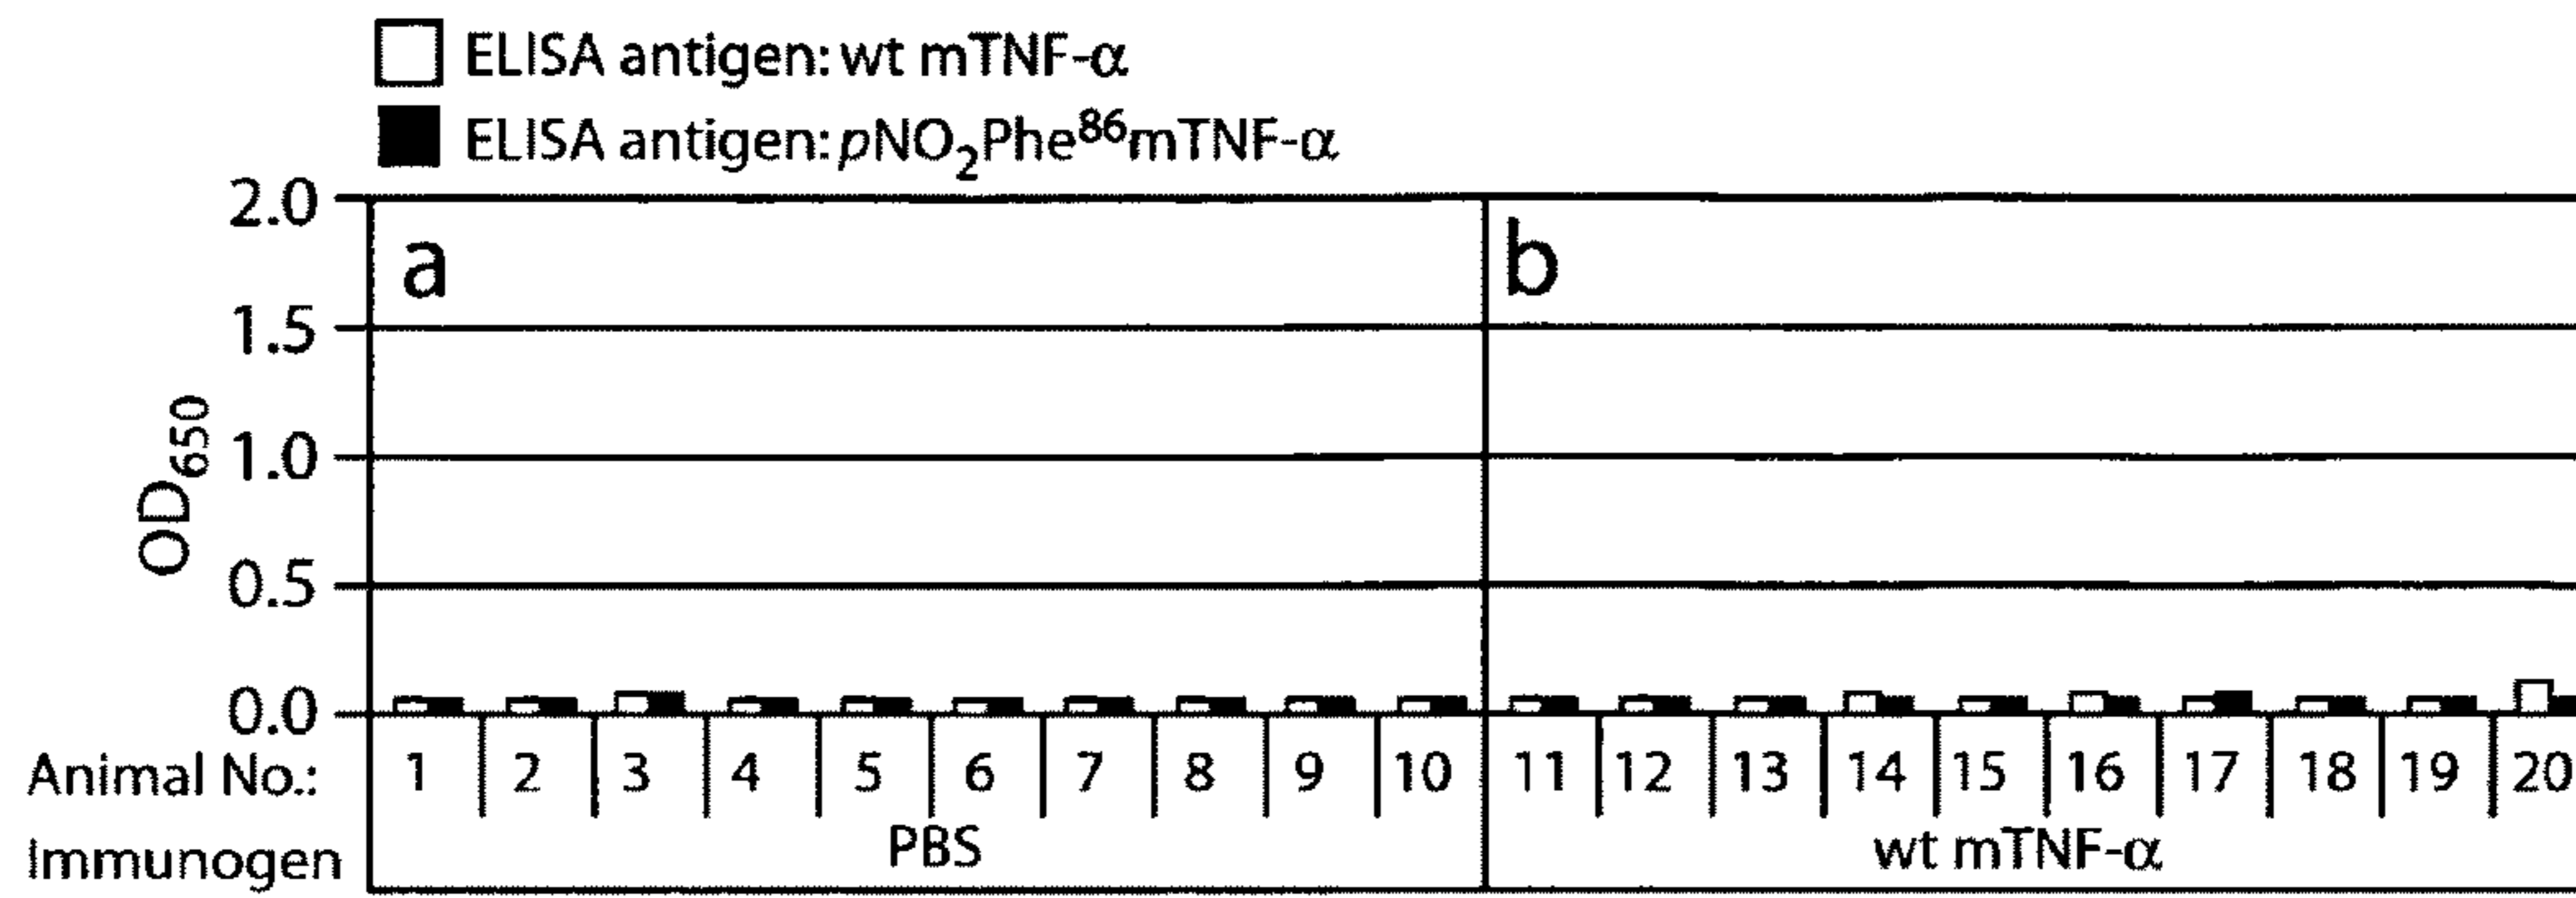 ELISA antigen: wt mTNF-α
ELISA antigen: pNO₂Phe⁸⁶mTNF-α
2.0
a
b
1.5
OD₆₅₀
1.0
0.5
0.0
Animal No.: 1 2 3 4 5 6 7 8 9 10 11 12 13 14 15 16 17 18 19 20
Immunogen PBS wt mTNF-α